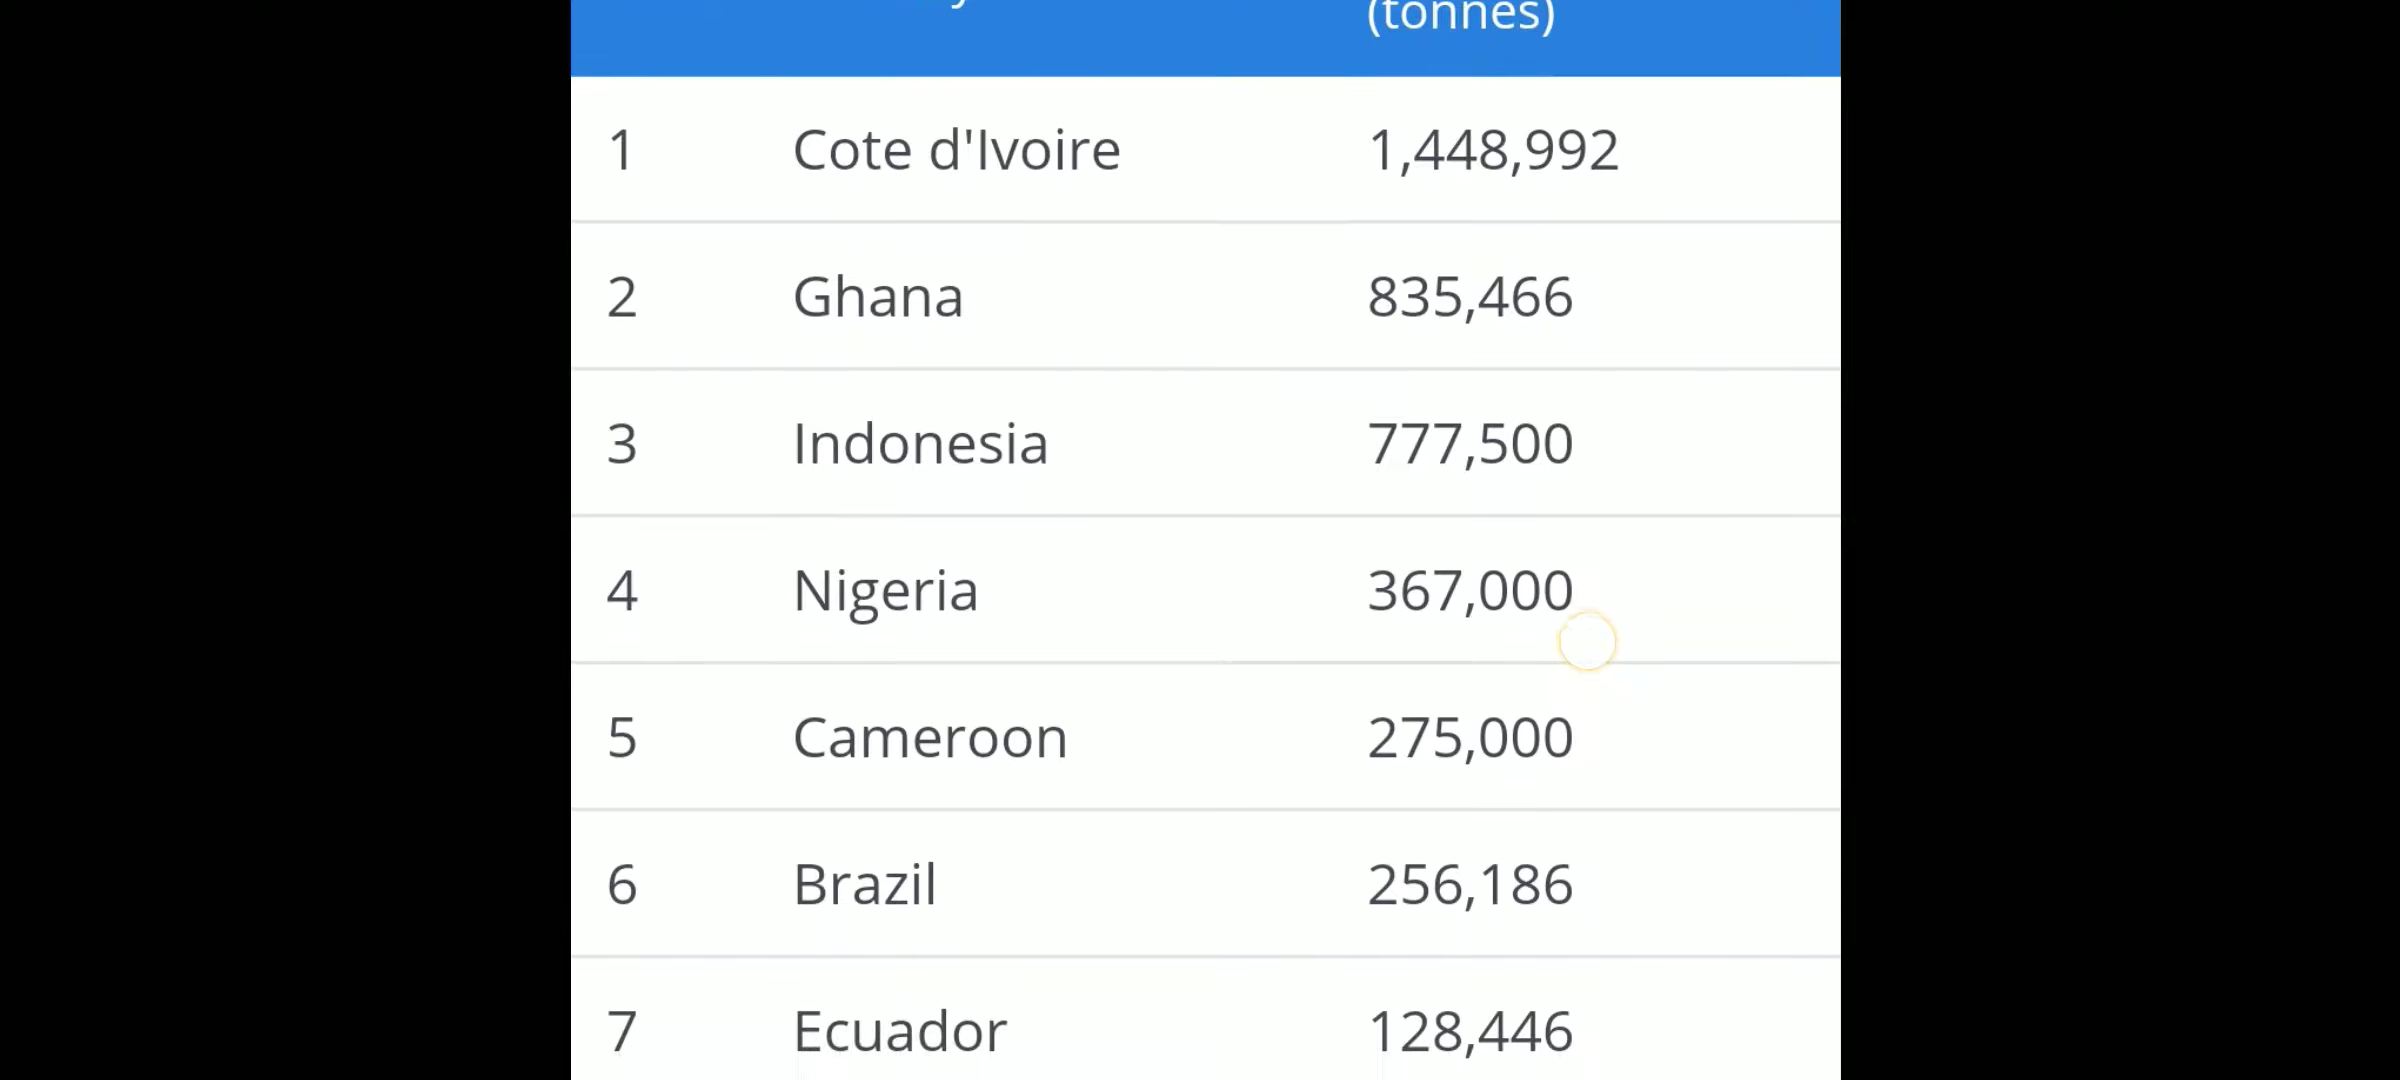 (tonnes)
1 Cote d'Ivoire 1,448,992
2 Ghana 835,466
3 Indonesia 777,500
4 Nigeria 367,000
5 Cameroon 275,000
6 Brazil 256,186
7 Ecuador 128,446